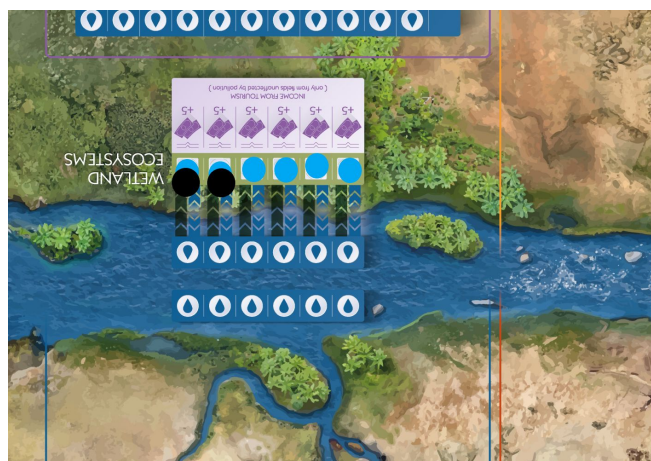 WETLAND
ECOSYSTEMS
+5 +5 +5 +5 +5 +5
INCOME FROM TOURISM
( only from fields unaffected by pollution )